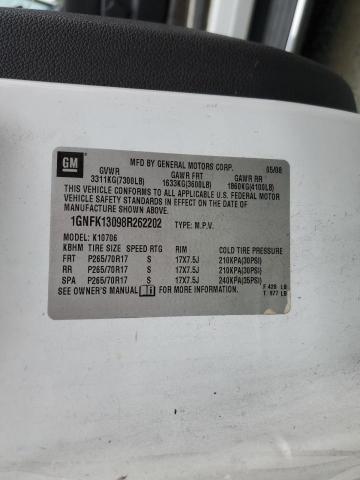 GM
MFD BY GENERAL MOTORS CORP. 05/08
GVWR GAWR FRT GAWR RR
3311KG(7300LB) 1633KG(3600LB) 1860KG(4100LB)
THIS VEHICLE CONFORMS TO ALL APPLICABLE U.S. FEDERAL MOTOR
VEHICLE SAFETY STANDARDS IN EFFECT ON THE DATE OF
MANUFACTURE SHOWN ABOVE.
1GNFK13098R262202 TYPE: M.P.V.
MODEL: K10706
KBHM TIRE SIZE SPEED RTG RIM COLD TIRE PRESSURE
FRT P265/70R17 S 17X7.5J 210KPA(30PSI)
RR P265/70R17 S 17X7.5J 210KPA(30PSI)
SPA P265/70R17 S 17X7.5J 240KPA(35PSI)
SEE OWNER'S MANUAL i FOR MORE INFORMATION. F 428 LB
T. 977 LB